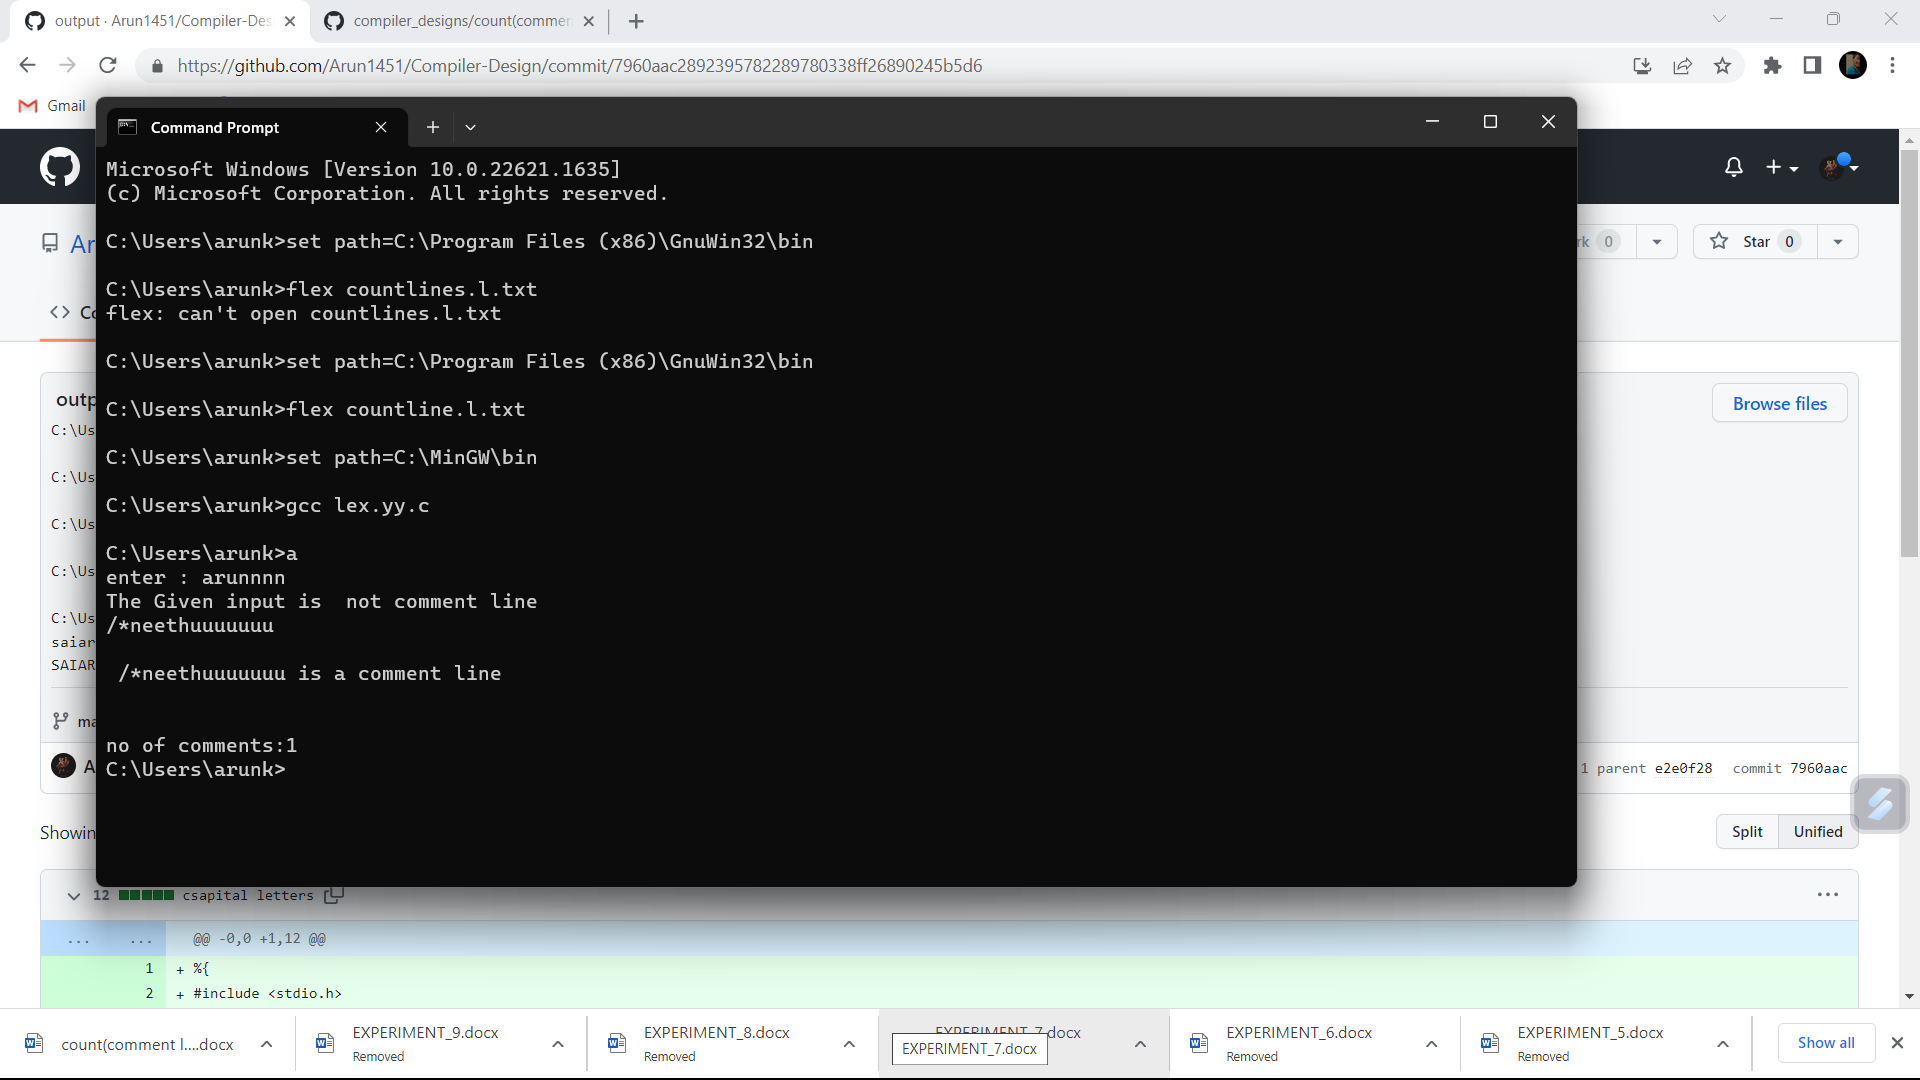 output · Arun1451/Compiler-Des
compiler_designs/count(commen
https://github.com/Arun1451/Compiler-Design/commit/7960aac2892395782289780338ff26890245b5d6
Gmail
Command Prompt
Microsoft Windows [Version 10.0.22621.1635]
(c) Microsoft Corporation. All rights reserved.
C:\Users\arunk>set path=C:\Program Files (x86)\GnuWin32\bin
C:\Users\arunk>flex countlines.l.txt
flex: can't open countlines.l.txt
C:\Users\arunk>set path=C:\Program Files (x86)\GnuWin32\bin
C:\Users\arunk>flex countline.l.txt
C:\Users\arunk>set path=C:\MinGW\bin
C:\Users\arunk>gcc lex.yy.c
C:\Users\arunk>a
enter : arunnnn
The Given input is  not comment line
/*neethuuuuuuu
/*neethuuuuuuu is a comment line
no of comments:1
C:\Users\arunk>
Ar
rk 0
Star 0
Co
outp
Browse files
C:\Us
C:\Us
C:\Us
C:\Us
C:\Us
saiar
SAIAR
ma
A
1 parent e2e0f28 commit 7960aac
Showin
Split Unified
12 csapital letters
... ... @@ -0,0 +1,12 @@
1 + %{
2 + #include <stdio.h>
count(comment l....docx
EXPERIMENT_9.docx
Removed
EXPERIMENT_8.docx
Removed
EXPERIMENT_7.docx
EXPERIMENT_7.docx
EXPERIMENT_6.docx
Removed
EXPERIMENT_5.docx
Removed
Show all